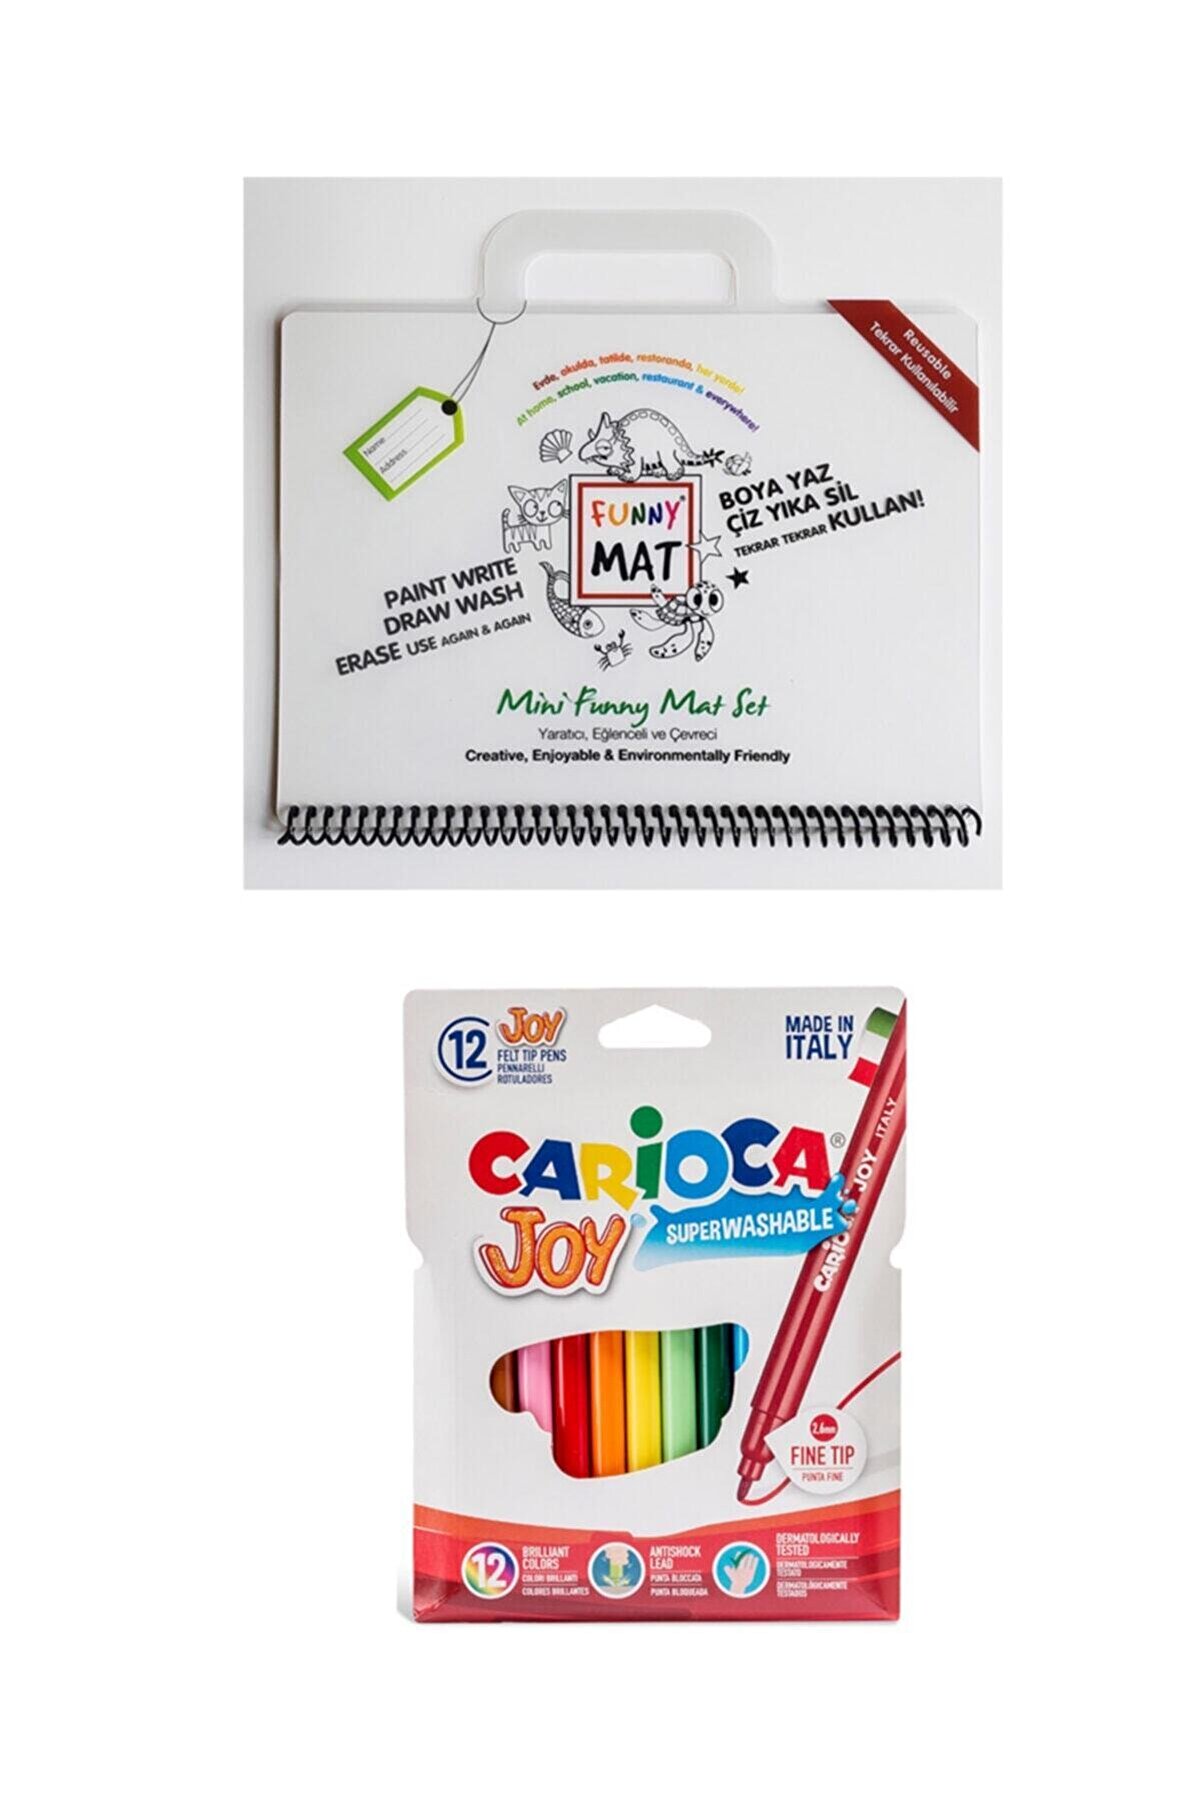 Reusable
Tekrar Kullanılabilir
Evde, okulda, tatilde, restoranda, her yerde!
At home, school, vacation, restaurant & everywhere!
Name
Address
FUNNY®
MAT
BOYA YAZ
ÇİZ YIKA SİL
TEKRAR TEKRAR KULLAN!
PAINT WRITE
DRAW WASH
ERASE USE AGAIN & AGAIN
Mini Funny Mat Set
Yaratıcı, Eğlenceli ve Çevreci
Creative, Enjoyable & Environmentally Friendly
12
JOY
FELT TIP PENS
PENNARELLI
ROTULADORES
MADE IN
ITALY
CARIOCA®
JOY
SUPERWASHABLE
CARIOCA JOY ITALY
2.6mm
FINE TIP
PUNTA FINE
12
BRILLIANT
COLORS
COLORI BRILLANTI
COLORES BRILLANTES
ANTISHOCK
LEAD
PUNTA BLOCCATA
PUNTA BLOQUEADA
DERMATOLOGICALLY
TESTED
DERMATOLOGICAMENTE
TESTATO
DERMATOLÓGICAMENTE
TESTADOS